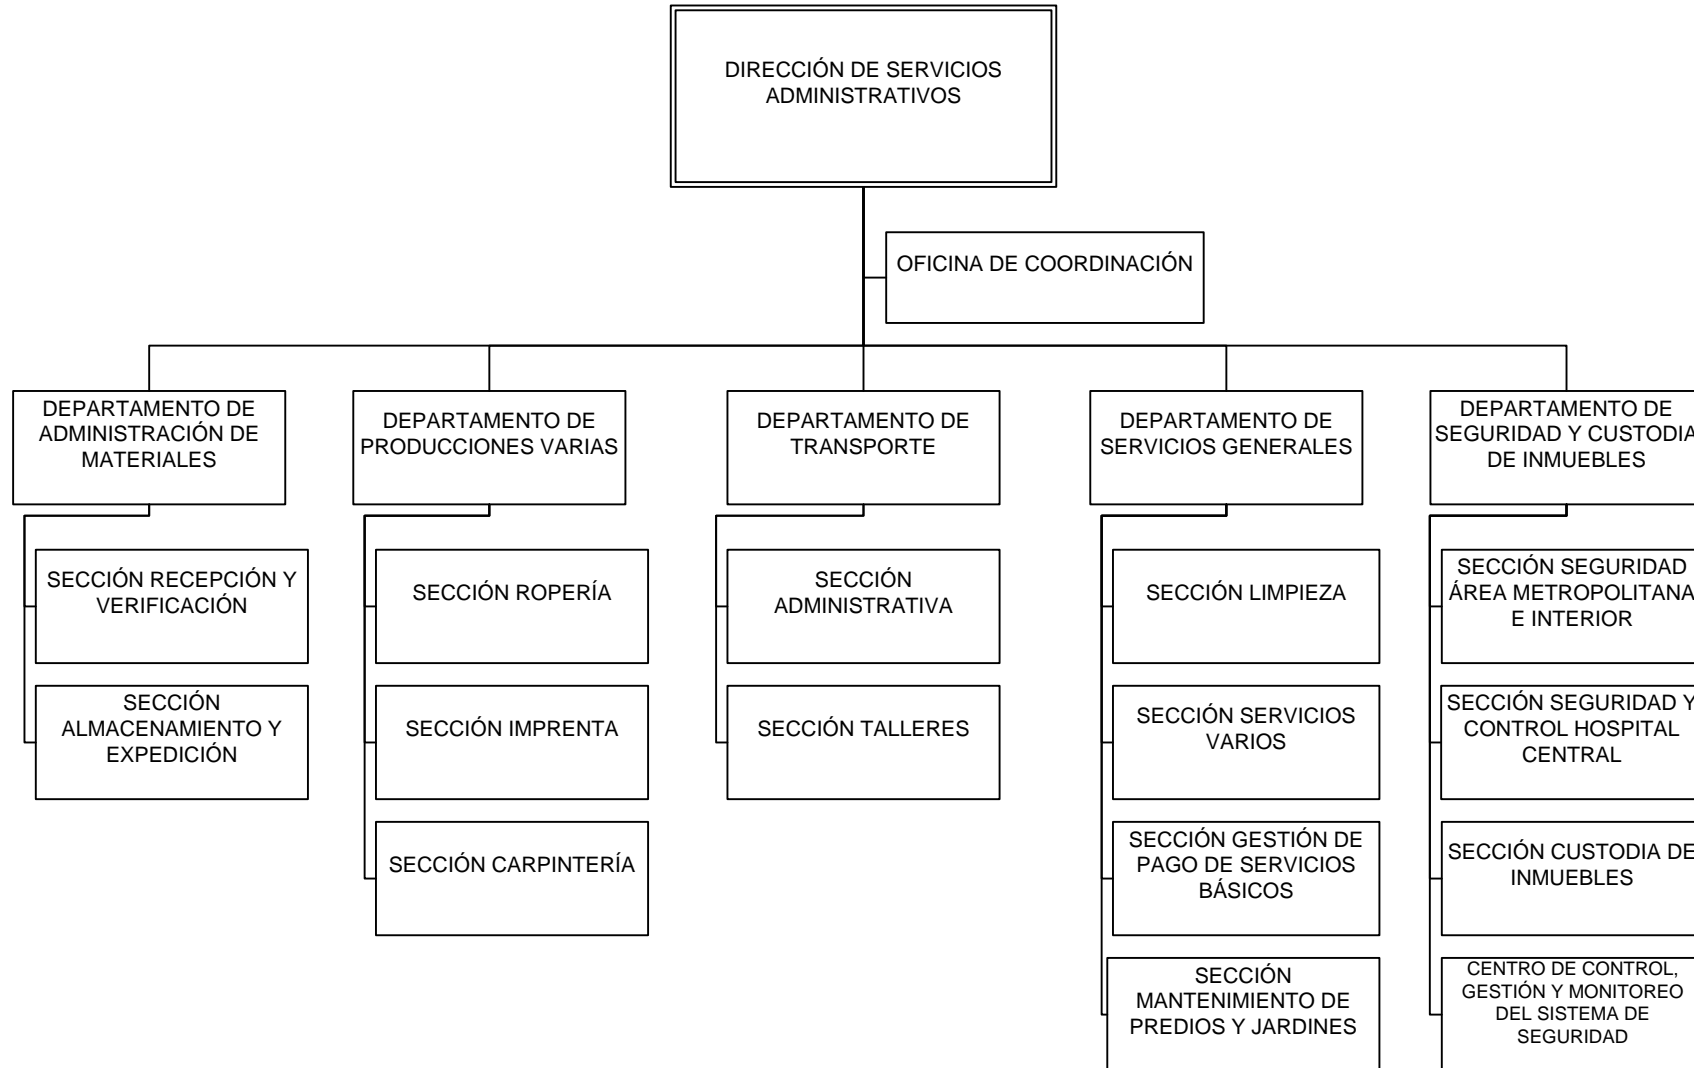 DIRECCIÓN DE SERVICIOS
ADMINISTRATIVOS
OFICINA DE COORDINACIÓN
DEPARTAMENTO DE
ADMINISTRACIÓN DE
MATERIALES
DEPARTAMENTO DE
PRODUCCIONES VARIAS
DEPARTAMENTO DE
TRANSPORTE
DEPARTAMENTO DE
SERVICIOS GENERALES
DEPARTAMENTO DE
SEGURIDAD Y CUSTODIA
DE INMUEBLES
SECCIÓN RECEPCIÓN Y
VERIFICACIÓN
SECCIÓN ROPERÍA
SECCIÓN
ADMINISTRATIVA
SECCIÓN LIMPIEZA
SECCIÓN SEGURIDAD
ÁREA METROPOLITANA
E INTERIOR
SECCIÓN
ALMACENAMIENTO Y
EXPEDICIÓN
SECCIÓN IMPRENTA
SECCIÓN TALLERES
SECCIÓN SERVICIOS
VARIOS
SECCIÓN SEGURIDAD Y
CONTROL HOSPITAL
CENTRAL
SECCIÓN CARPINTERÍA
SECCIÓN GESTIÓN DE
PAGO DE SERVICIOS
BÁSICOS
SECCIÓN CUSTODIA DE
INMUEBLES
SECCIÓN
MANTENIMIENTO DE
PREDIOS Y JARDINES
CENTRO DE CONTROL,
GESTIÓN Y MONITOREO
DEL SISTEMA DE
SEGURIDAD